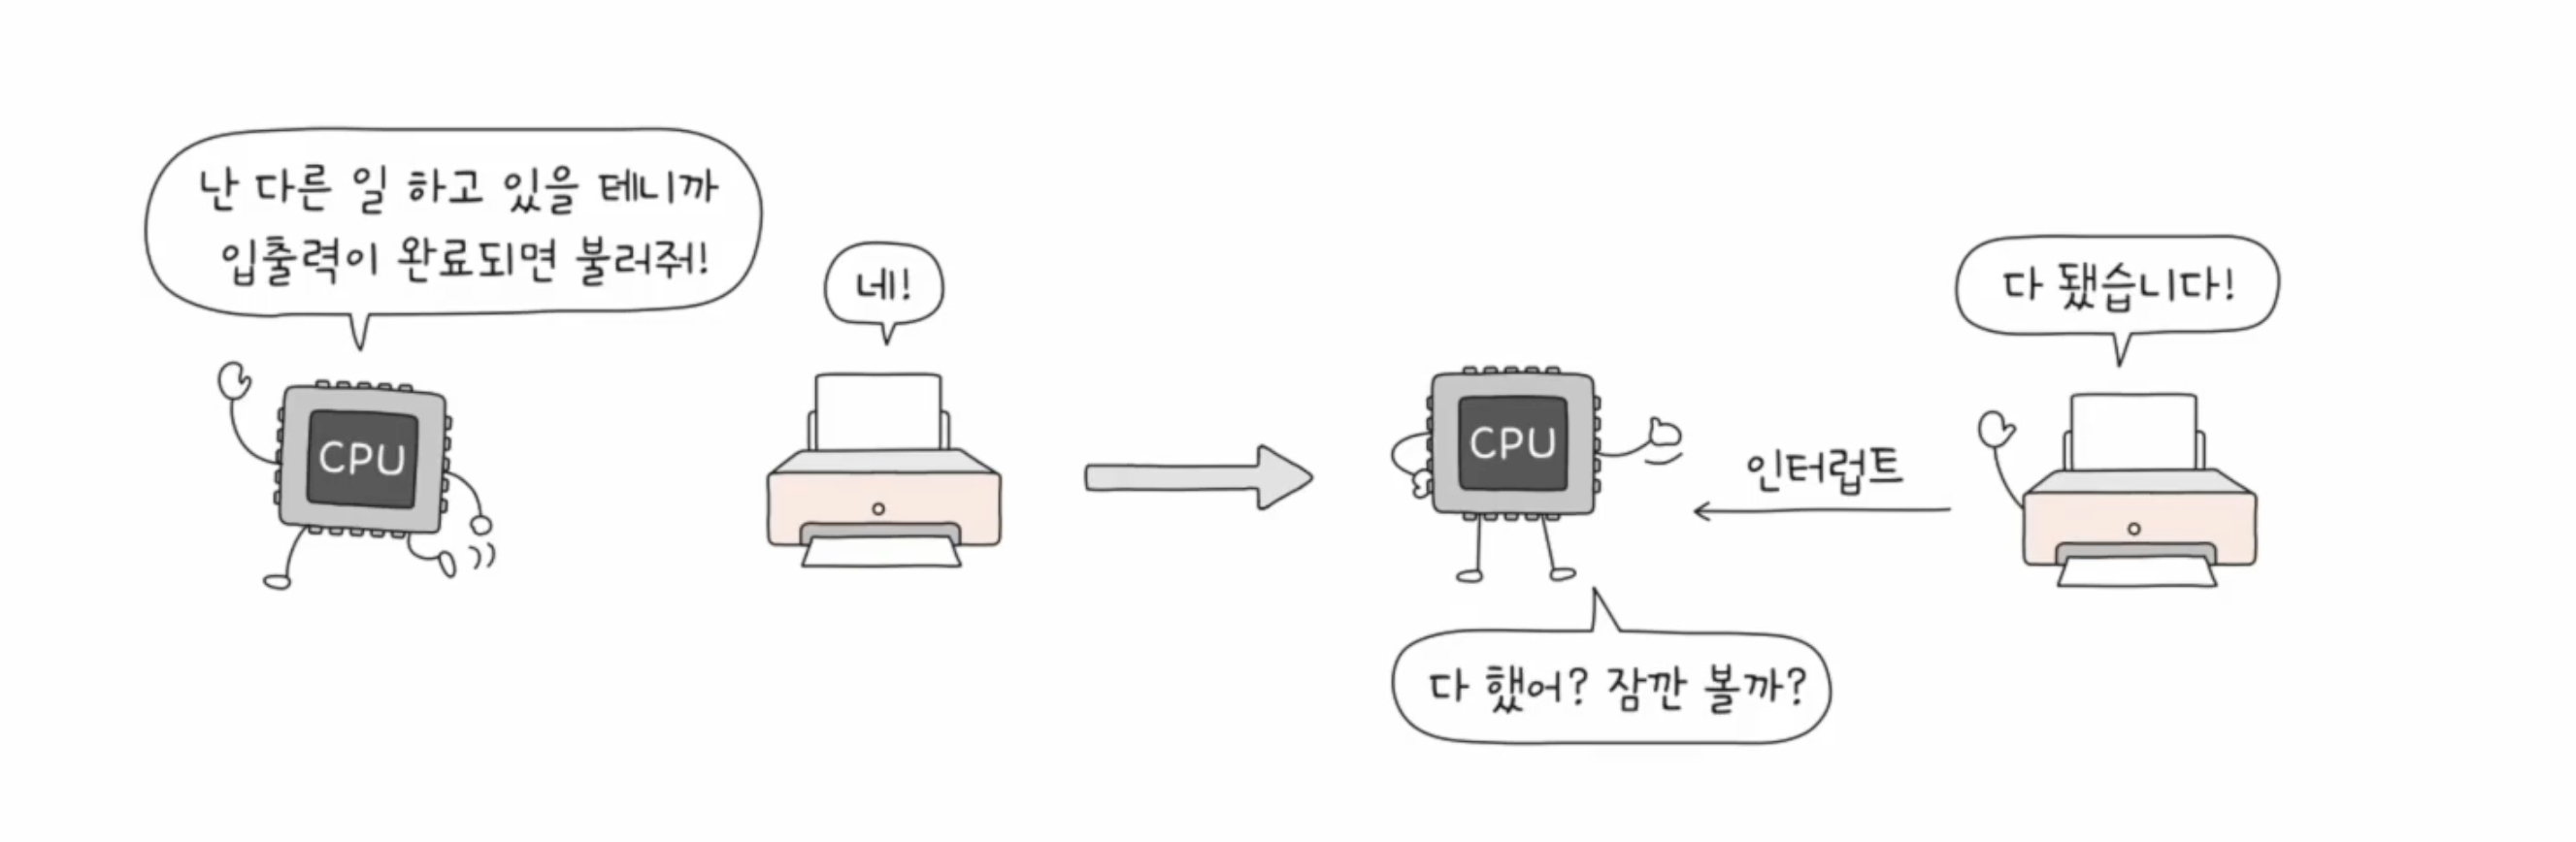 난 다른 일 하고 있을 테니까
입출력이 완료되면 불러줘!
네!
CPU
다 됐습니다!
CPU
인터럽트
다 했어? 잠깐 볼까?